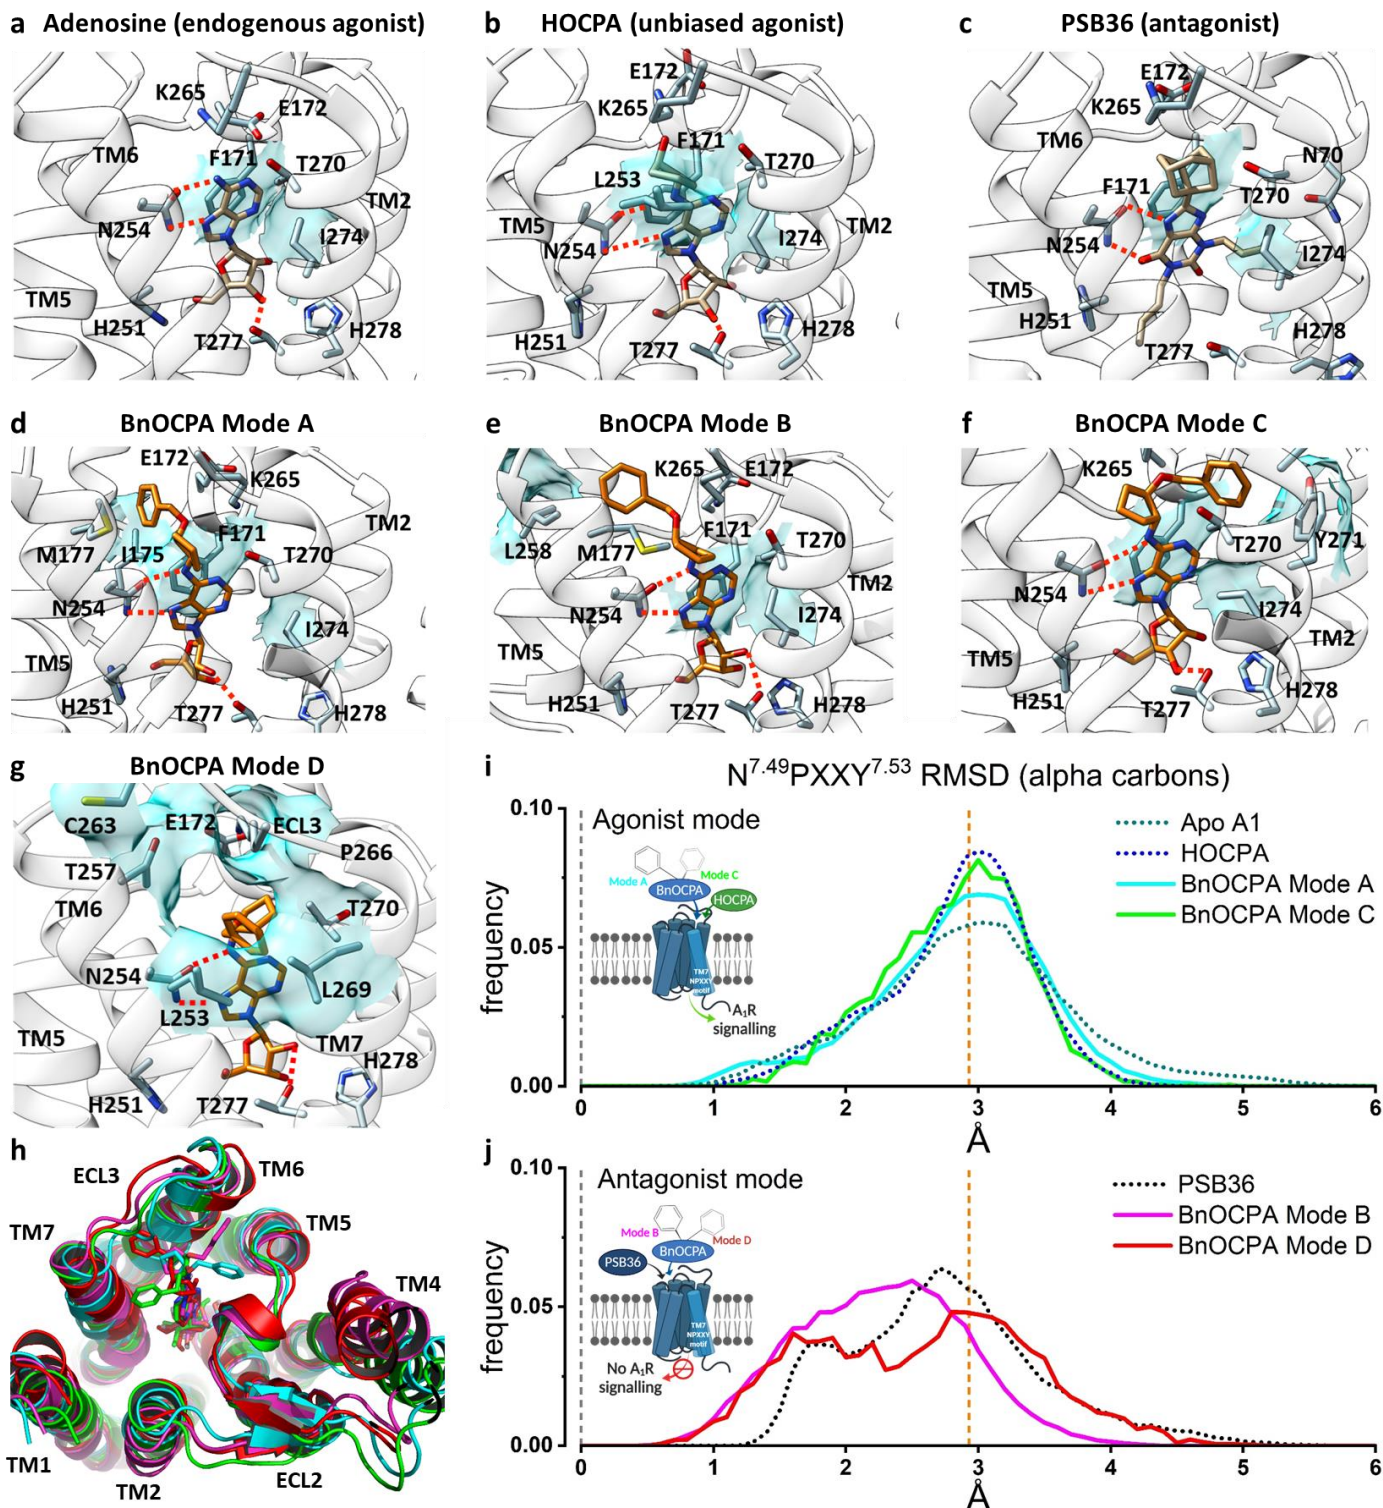 a Adenosine (endogenous agonist)
K265
E172
TM6
F171
T270
TM2
N254
I274
TM5
H251
T277
H278
b HOCPA (unbiased agonist)
E172
K265
F171
T270
L253
TM5
TM2
N254
I274
H251
T277
H278
c PSB36 (antagonist)
E172
K265
TM6
N70
F171
T270
N254
I274
TM5
H251
H278
T277
d BnOCPA Mode A
E172
K265
TM2
M177
I175
F171
T270
N254
I274
TM5
H251
T277
H278
e BnOCPA Mode B
K265
E172
L258
M177
F171
T270
TM2
N254
I274
TM5
H251
T277
H278
f BnOCPA Mode C
K265
T270
Y271
N254
I274
TM5
TM2
H251
T277
g BnOCPA Mode D
C263
E172
ECL3
P266
T257
TM6
T270
N254
L269
L253
TM5
TM7
H278
H251
T277
h
ECL3
TM6
TM7
TM5
TM4
TM1
TM2
ECL2
i N7.49PXXY7.53 RMSD (alpha carbons)
Agonist mode
Apo A1
HOCPA
BnOCPA Mode A
BnOCPA Mode C
Mode A
Mode C
BnOCPA
HOCPA
TM7
NPXXY
motif
A1R
signalling
frequency
0.10
0.05
0.00
0 1 2 3 4 5 6
Å
j
Antagonist mode
PSB36
BnOCPA Mode B
BnOCPA Mode D
Mode B
Mode D
PSB36
BnOCPA
TM7
NPXXY
motif
No A1R
signalling
frequency
0.10
0.05
0.00
0 1 2 3 4 5 6
Å